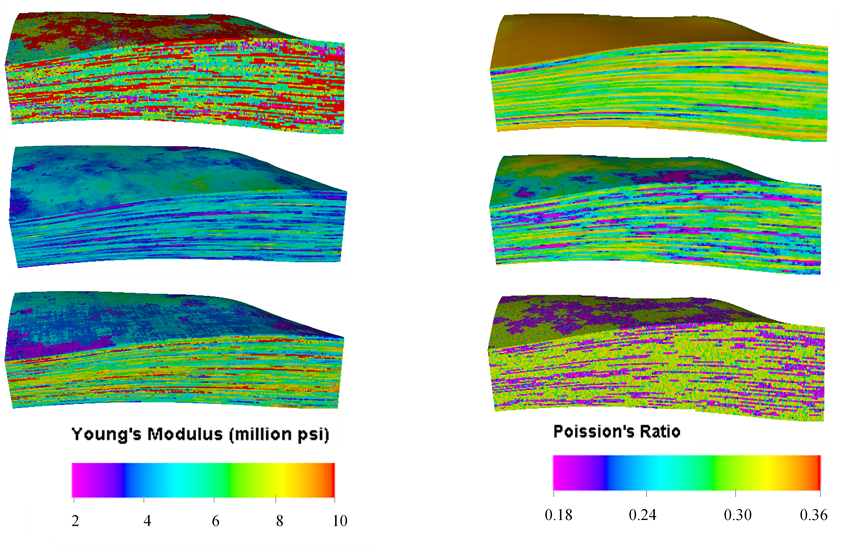 Young's Modulus (million psi)
2 4 6 8 10
Poission's Ratio
0.18 0.24 0.30 0.36